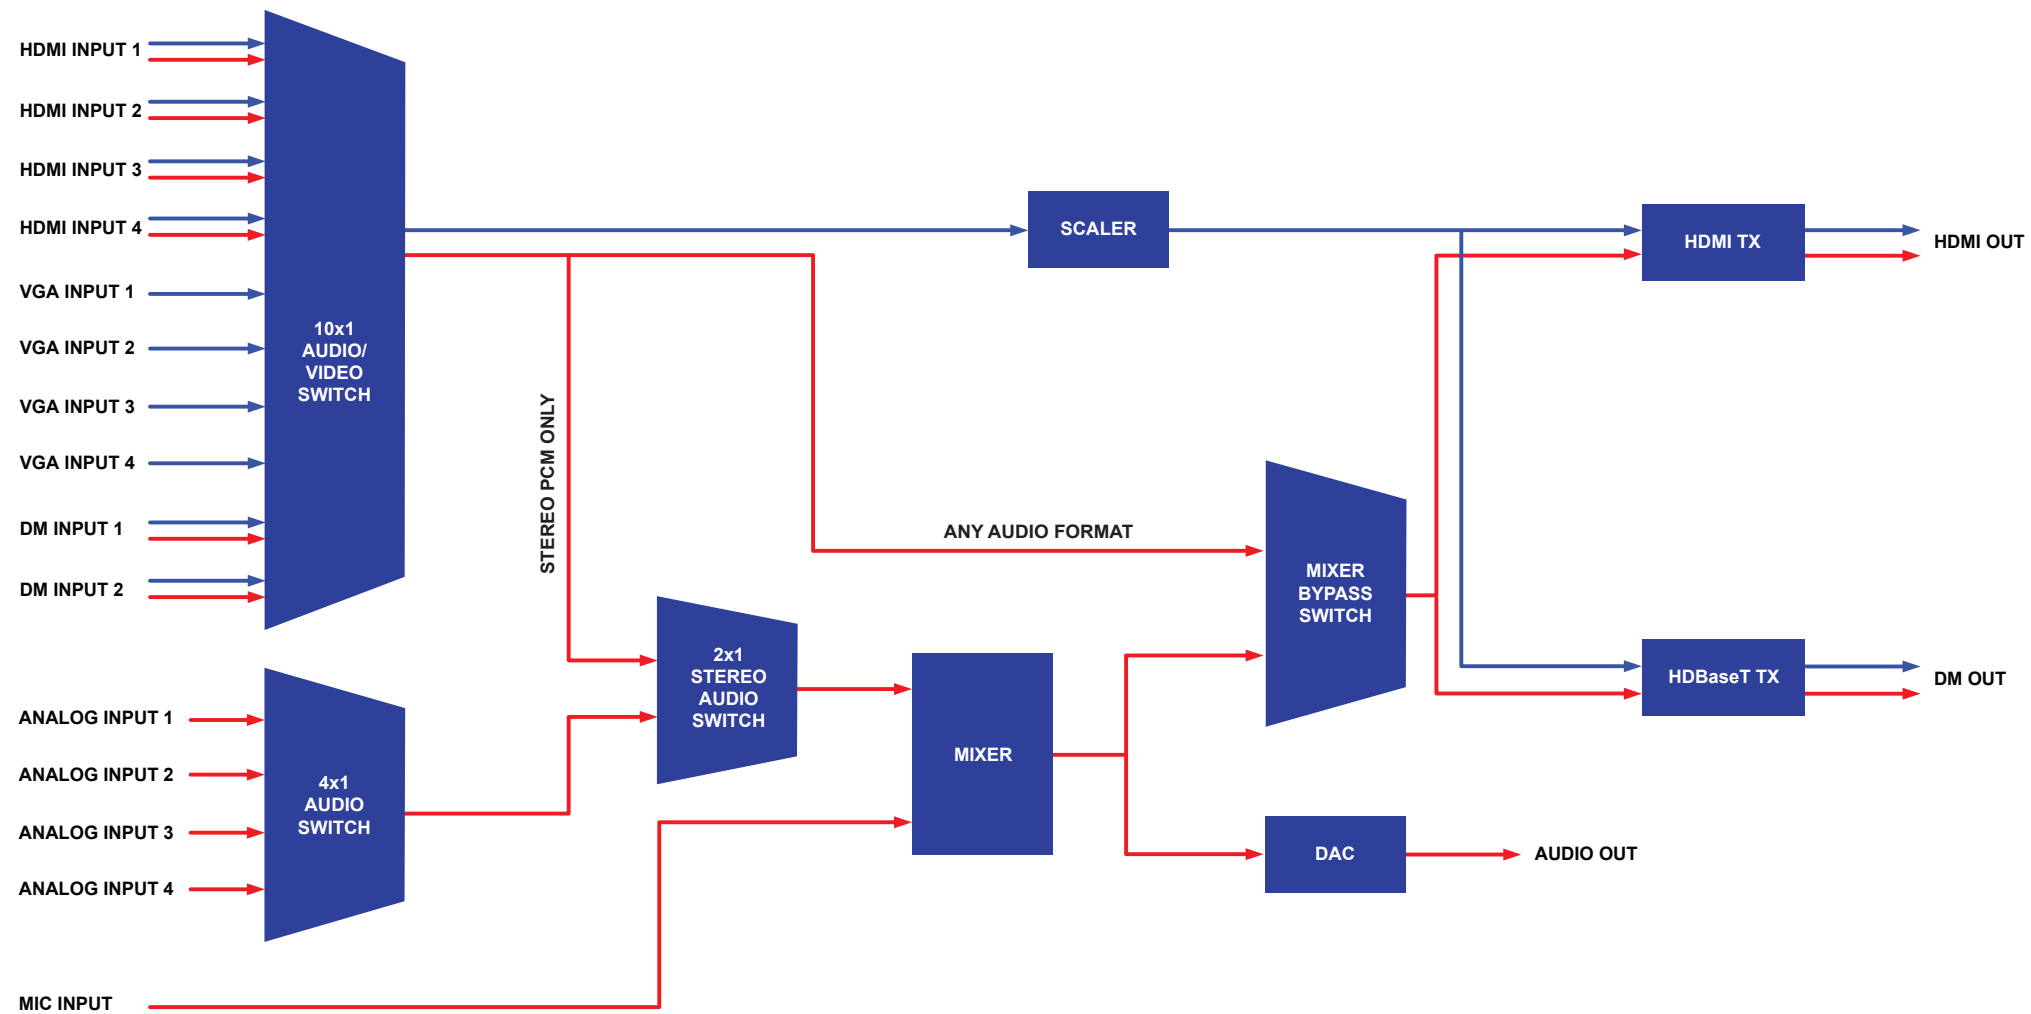 HDMI INPUT 1
HDMI INPUT 2
HDMI INPUT 3
HDMI INPUT 4
VGA INPUT 1
VGA INPUT 2
VGA INPUT 3
VGA INPUT 4
DM INPUT 1
DM INPUT 2
10x1
AUDIO/
VIDEO
SWITCH
ANALOG INPUT 1
ANALOG INPUT 2
ANALOG INPUT 3
ANALOG INPUT 4
4x1
AUDIO
SWITCH
MIC INPUT
STEREO PCM ONLY
2x1
STEREO
AUDIO
SWITCH
ANY AUDIO FORMAT
MIXER
SCALER
MIXER
BYPASS
SWITCH
DAC
AUDIO OUT
HDMI TX
HDMI OUT
HDBaseT TX
DM OUT